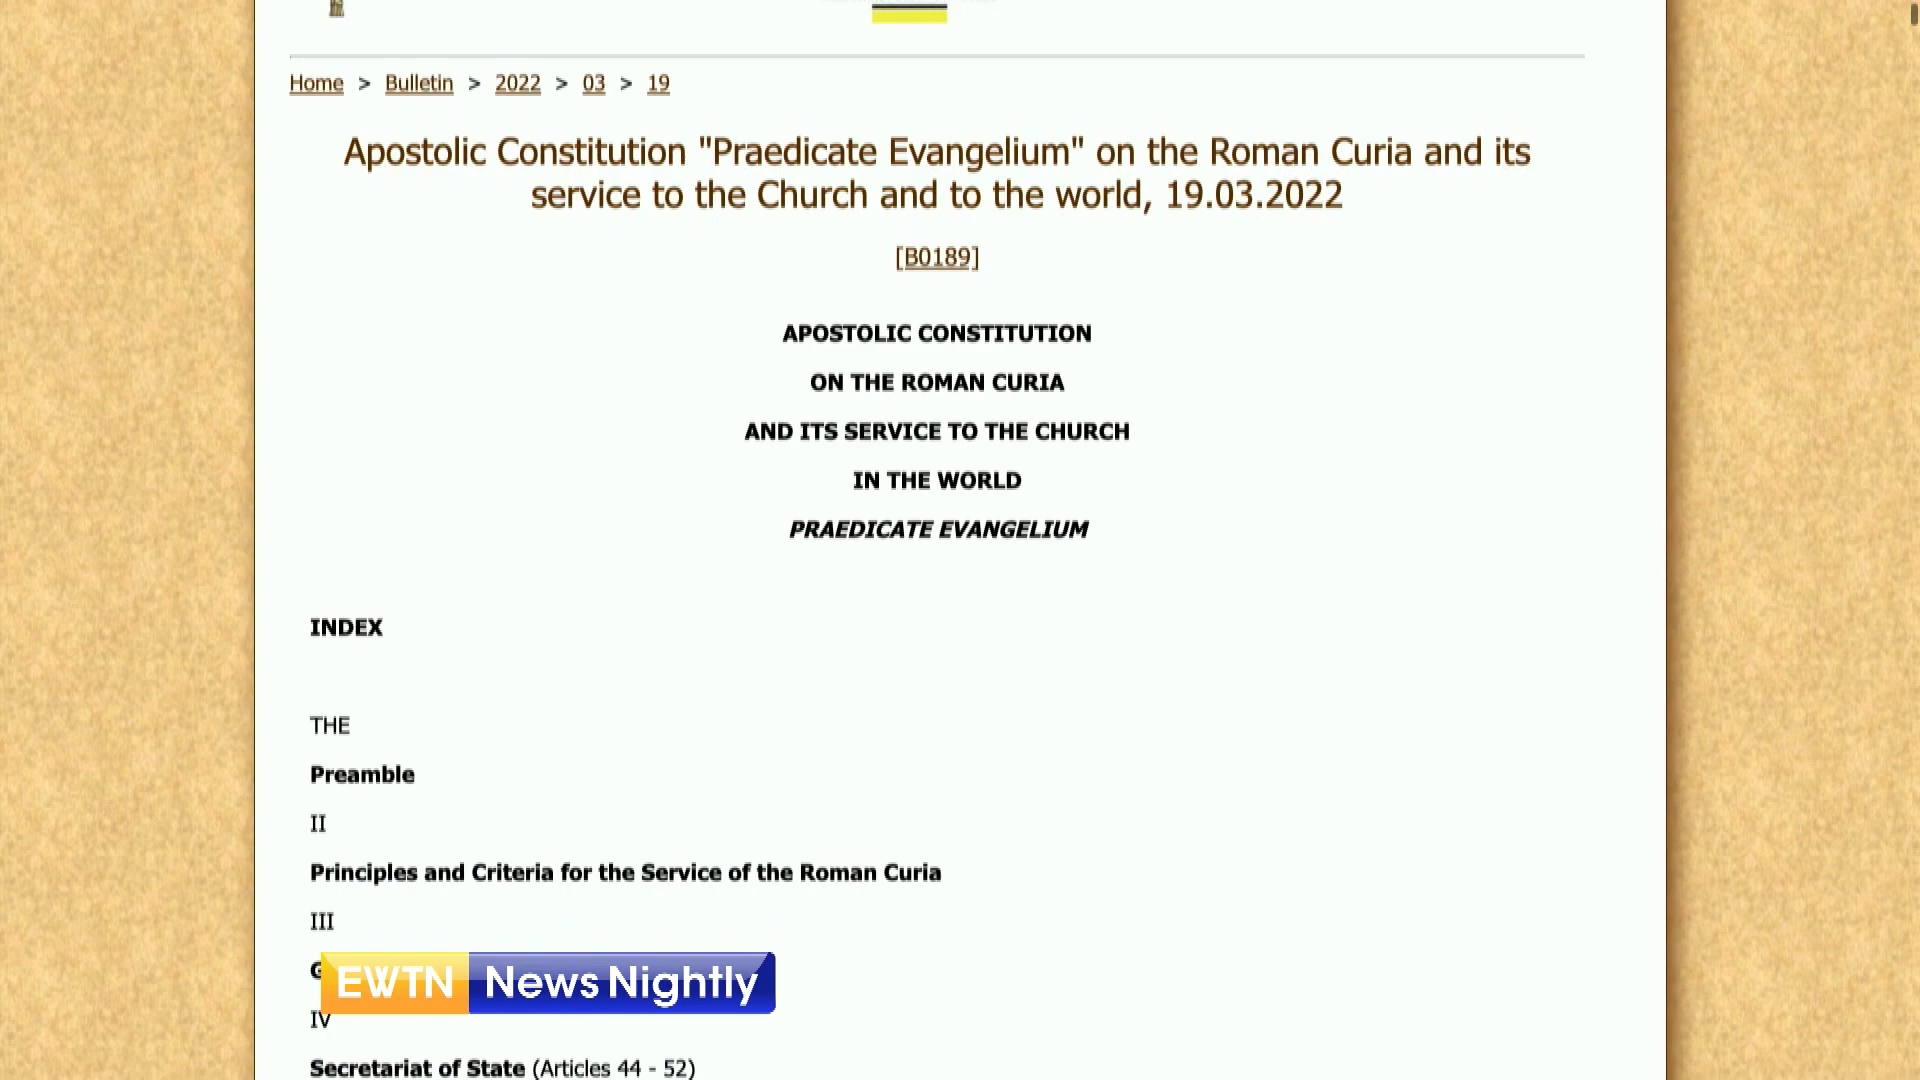 Home > Bulletin > 2022 > 03 > 19
Apostolic Constitution "Praedicate Evangelium" on the Roman Curia and its
service to the Church and to the world, 19.03.2022
[B0189]
APOSTOLIC CONSTITUTION
ON THE ROMAN CURIA
AND ITS SERVICE TO THE CHURCH
IN THE WORLD
PRAEDICATE EVANGELIUM
INDEX
THE
Preamble
II
Principles and Criteria for the Service of the Roman Curia
III
EWTN News Nightly
IV
Secretariat of State (Articles 44 - 52)